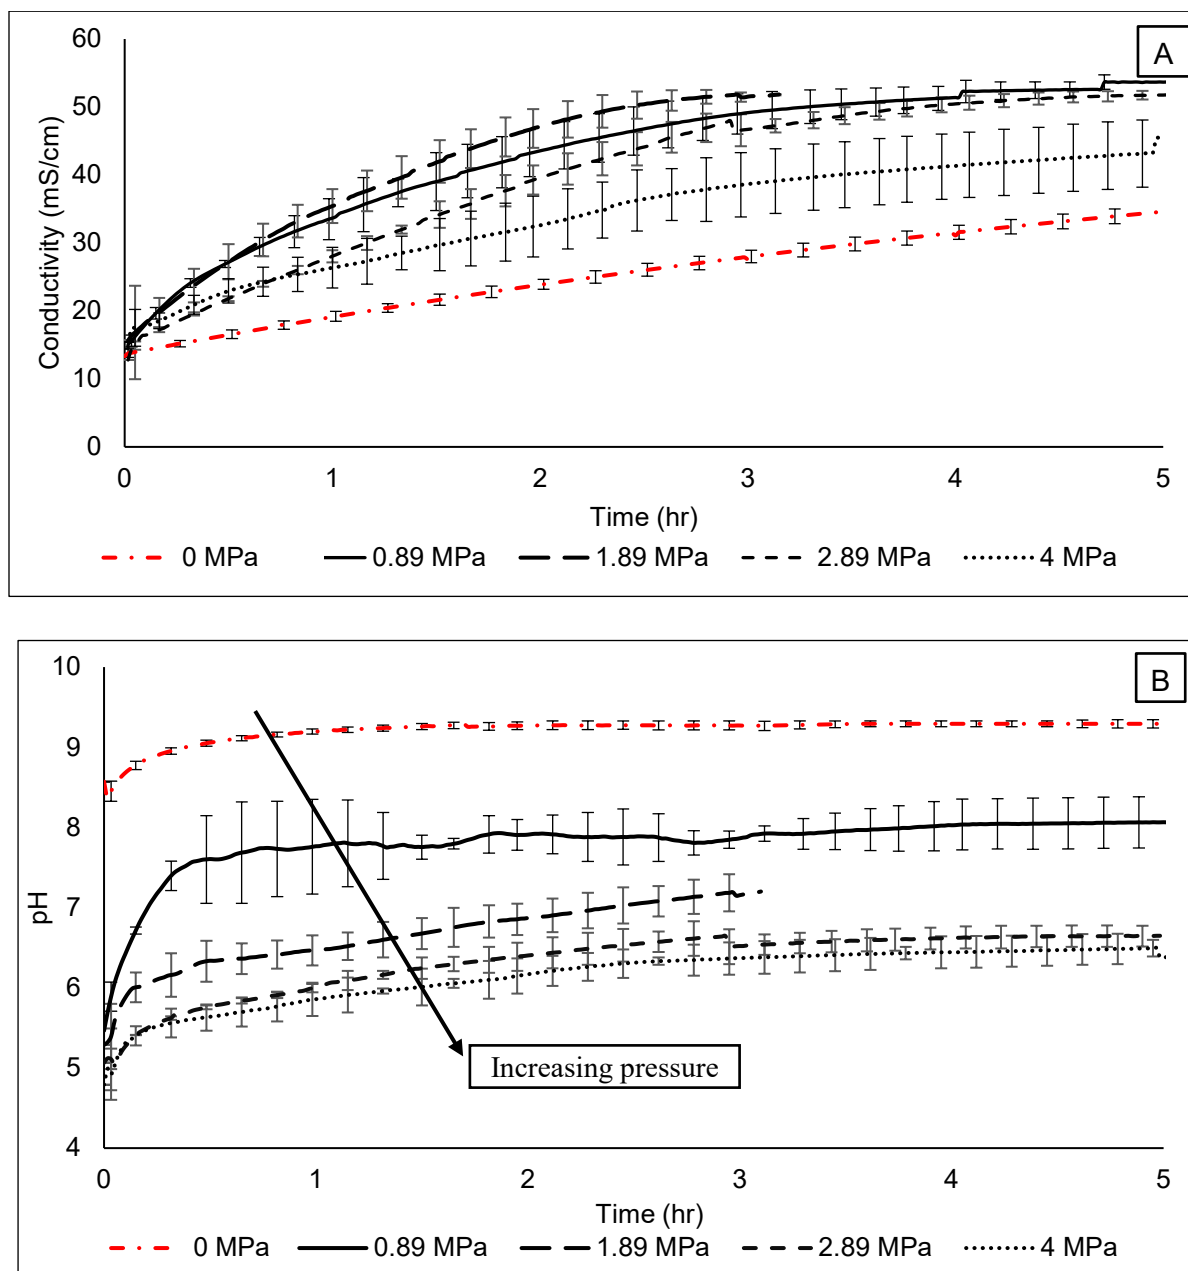 A
60
50
40
30
20
10
0
Conductivity (mS/cm)
0 1 2 3 4 5
Time (hr)
0 MPa 0.89 MPa 1.89 MPa 2.89 MPa 4 MPa
B
10
9
8
7
6
5
4
pH
Increasing pressure
0 1 2 3 4 5
Time (hr)
0 MPa 0.89 MPa 1.89 MPa 2.89 MPa 4 MPa